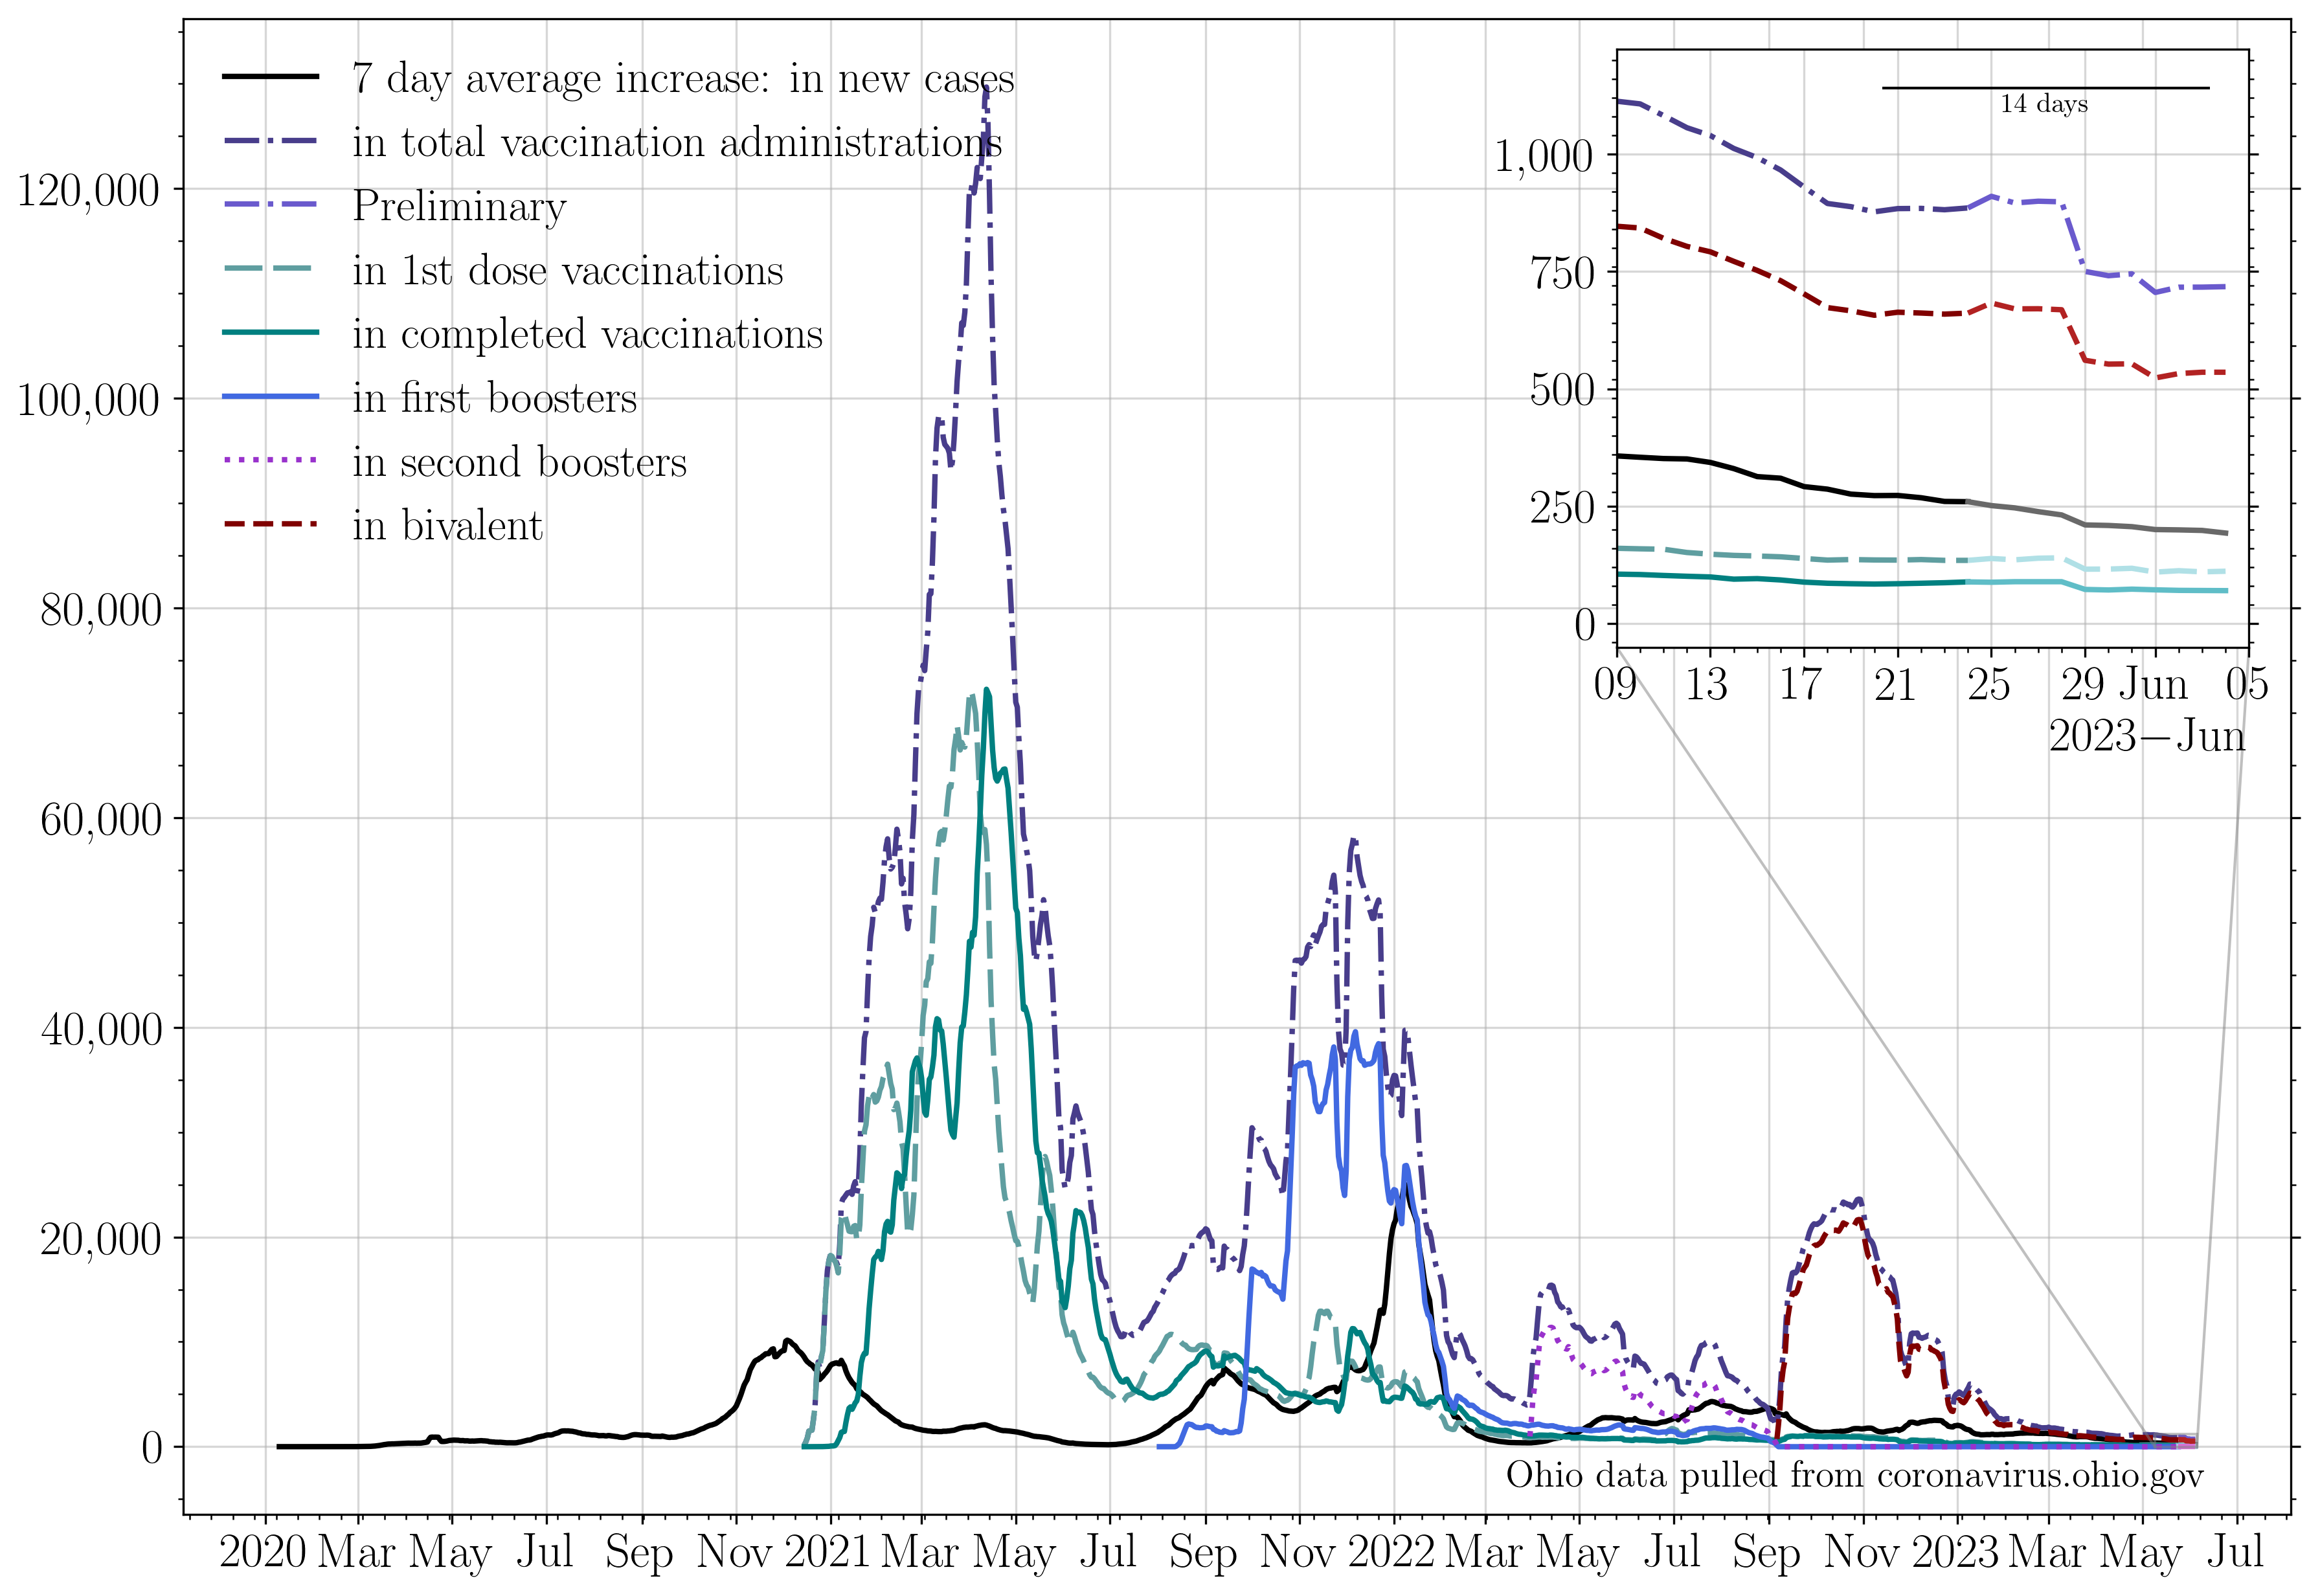 7 day average increase: in new cases
in total vaccination administrations
Preliminary
in 1st dose vaccinations
in completed vaccinations
in first boosters
in second boosters
in bivalent
120,000
100,000
80,000
60,000
40,000
20,000
0
14 days
1,000
750
500
250
0
09 13 17 21 25 29 Jun 05
2023−Jun
Ohio data pulled from coronavirus.ohio.gov
2020 Mar May Jul Sep Nov 2021 Mar May Jul Sep Nov 2022 Mar May Jul Sep Nov 2023 Mar May Jul